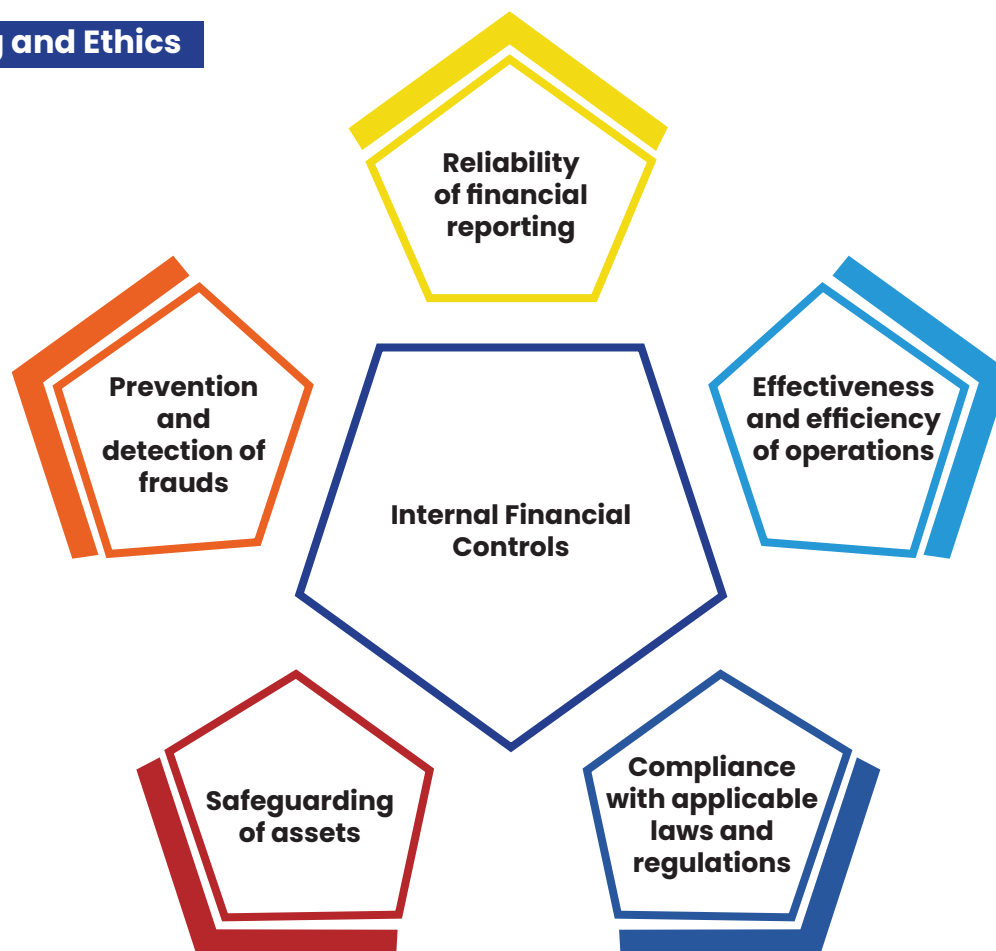 and Ethics
Reliability
of financial
reporting
Prevention
and
detection of
frauds
Effectiveness
and efficiency
of operations
Internal Financial
Controls
Safeguarding
of assets
Compliance
with applicable
laws and
regulations